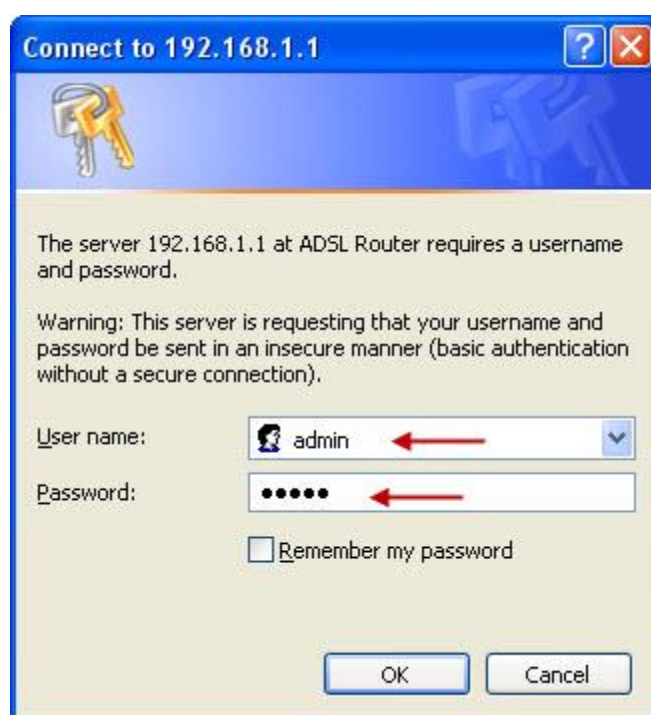 Connect to 192.168.1.1
The server 192.168.1.1 at ADSL Router requires a username
and password.
Warning: This server is requesting that your username and
password be sent in an insecure manner (basic authentication
without a secure connection).
User name:
admin
Password:
•••••
Remember my password
OK
Cancel